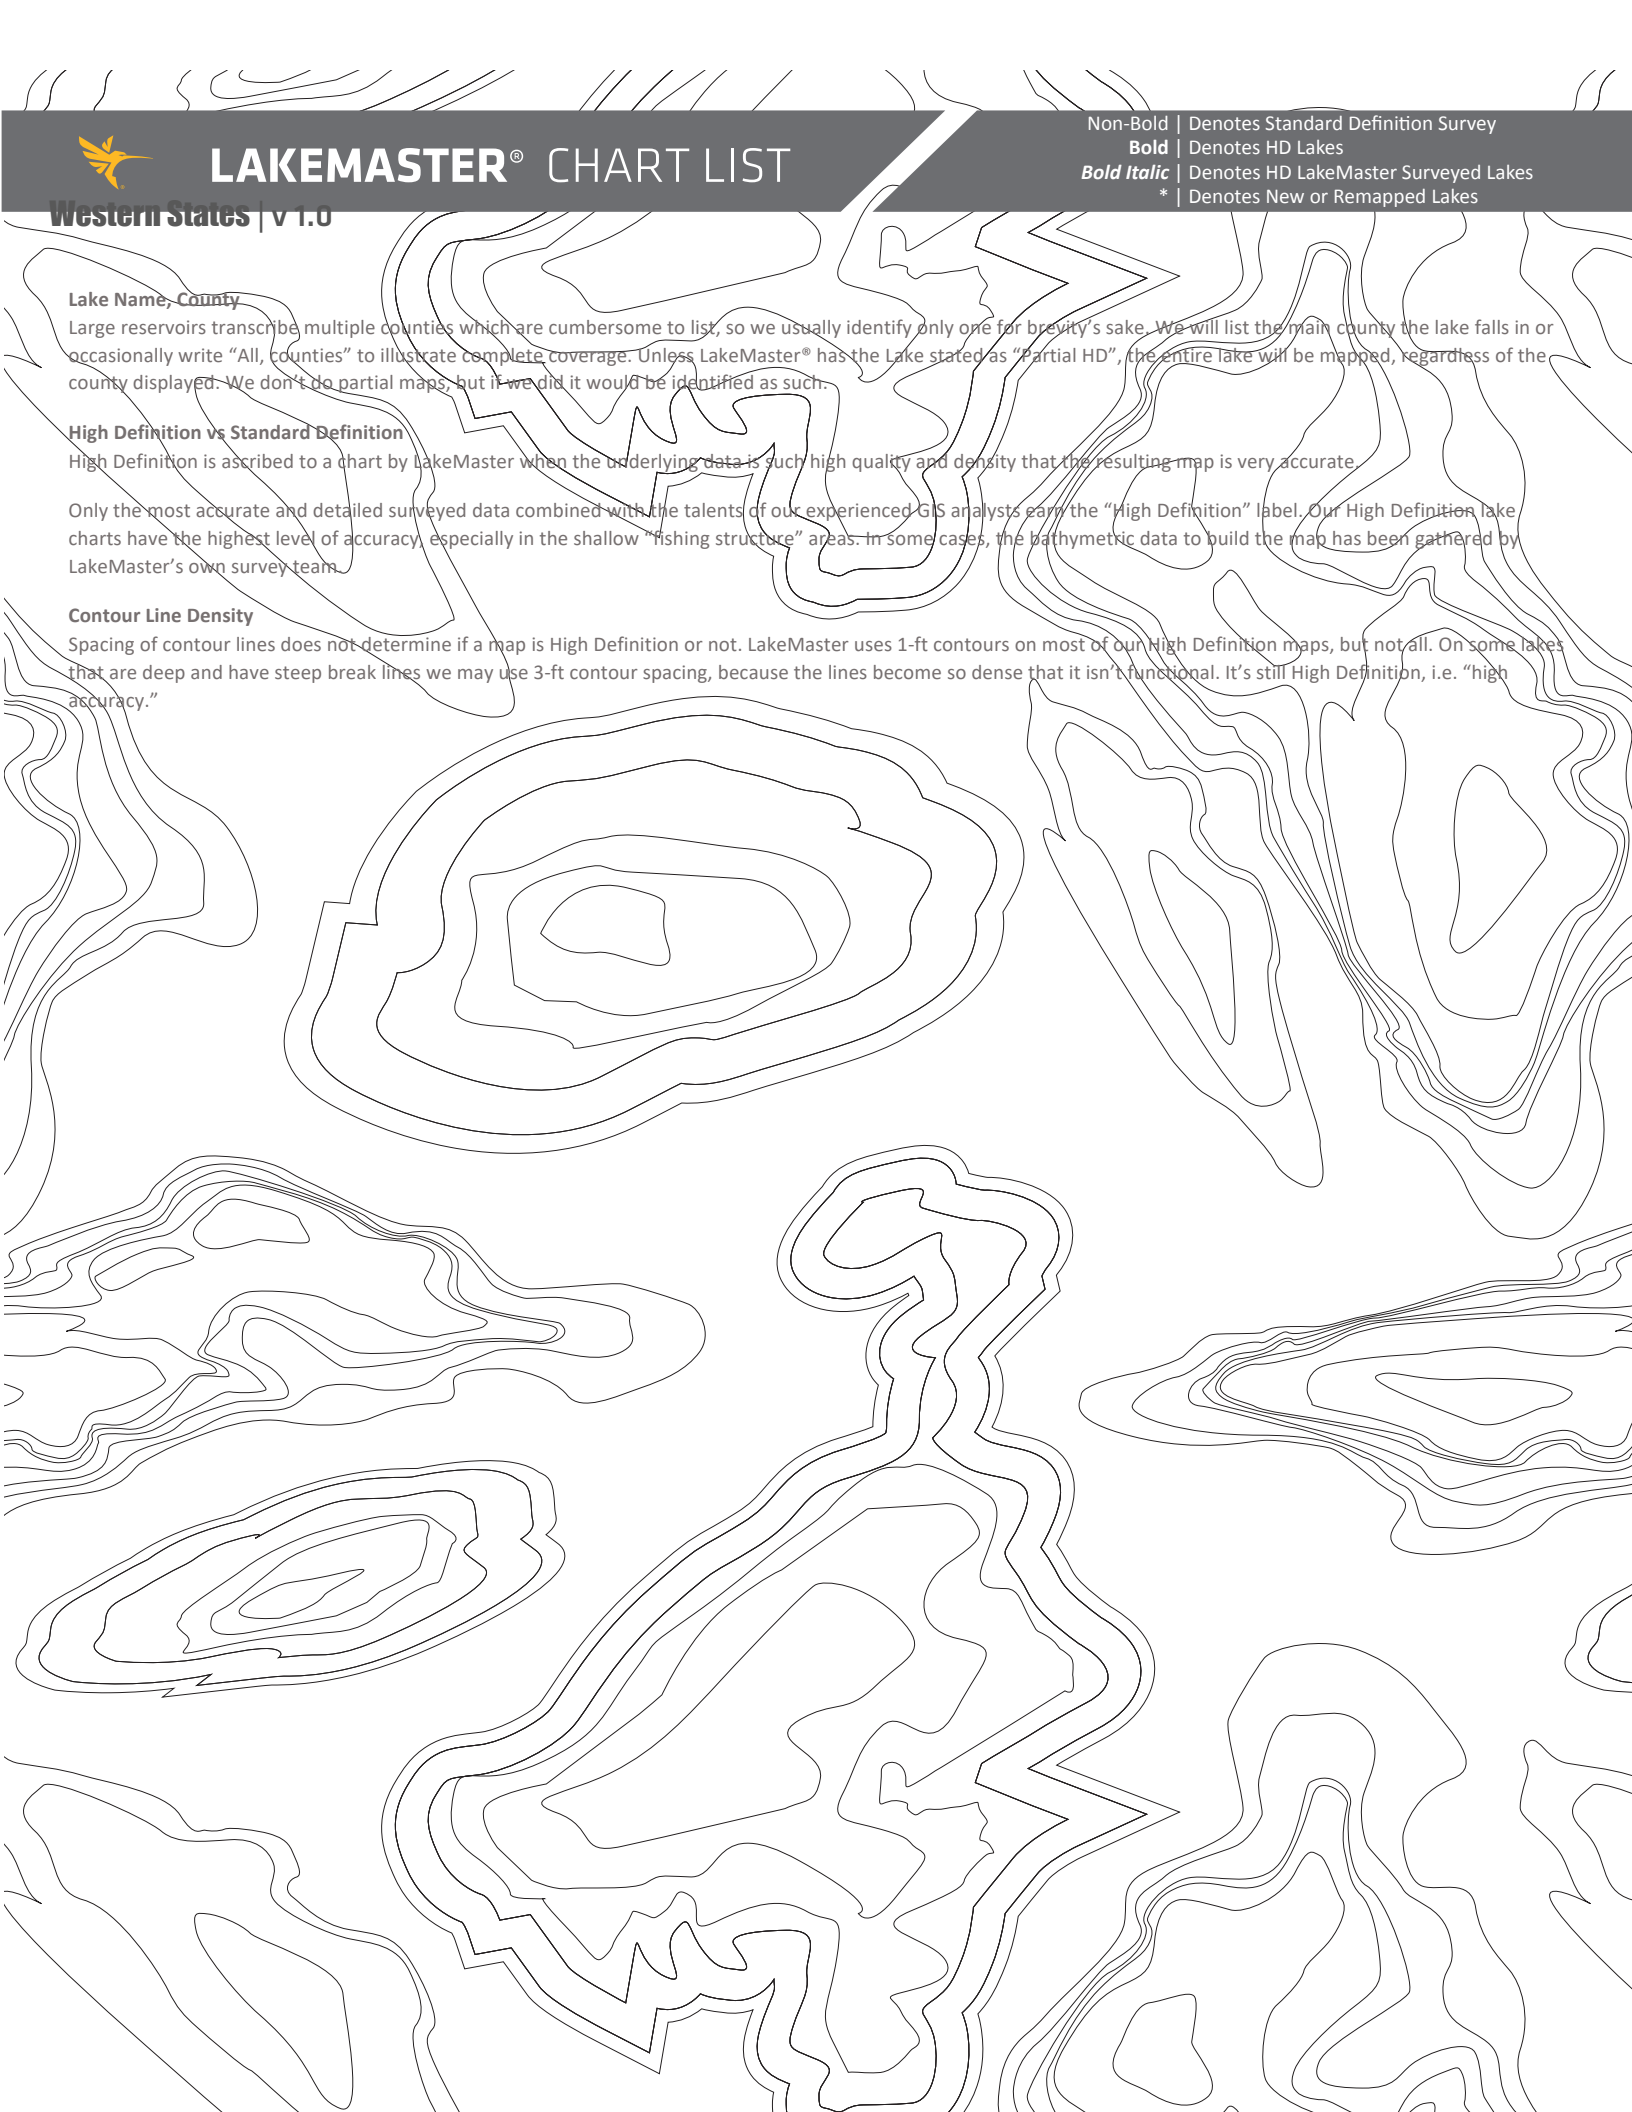 LAKEMASTER® CHART LIST
Non-Bold | Denotes Standard Definition Survey
Bold | Denotes HD Lakes
Bold Italic | Denotes HD LakeMaster Surveyed Lakes
* | Denotes New or Remapped Lakes
Western States | v 1.0
Lake Name, County
Large reservoirs transcribe multiple counties which are cumbersome to list, so we usually identify only one for brevity’s sake. We will list the main county the lake falls in or
occasionally write “All, counties” to illustrate complete coverage. Unless LakeMaster® has the Lake stated as “Partial HD”, the entire lake will be mapped, regardless of the
county displayed. We don’t do partial maps, but if we did it would be identified as such.
High Definition vs Standard Definition
High Definition is ascribed to a chart by LakeMaster when the underlying data is such high quality and density that the resulting map is very accurate.
Only the most accurate and detailed surveyed data combined with the talents of our experienced GIS analysts earn the “High Definition” label. Our High Definition lake
charts have the highest level of accuracy, especially in the shallow “fishing structure” areas. In some cases, the bathymetric data to build the map has been gathered by
LakeMaster’s own survey team.
Contour Line Density
Spacing of contour lines does not determine if a map is High Definition or not. LakeMaster uses 1-ft contours on most of our High Definition maps, but not all. On some lakes
that are deep and have steep break lines we may use 3-ft contour spacing, because the lines become so dense that it isn’t functional. It’s still High Definition, i.e. “high
accuracy.”